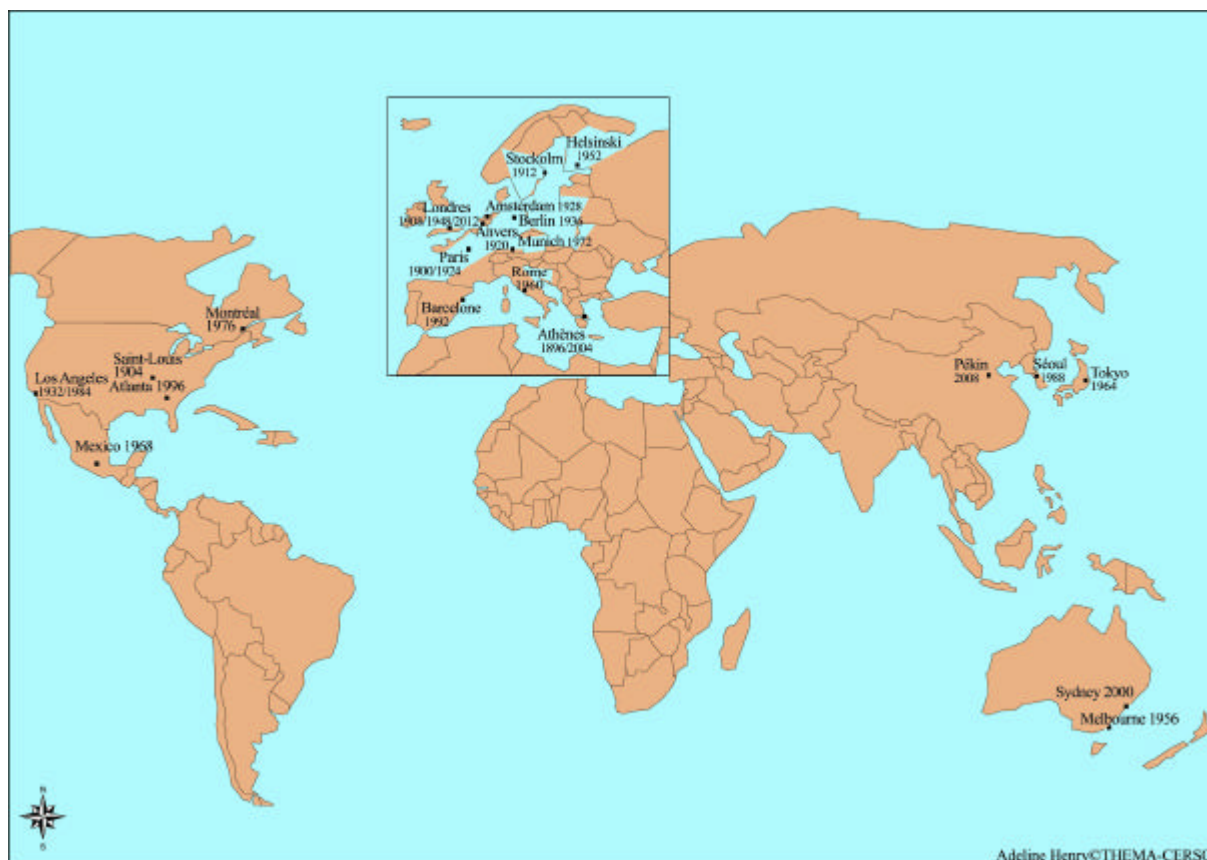 Helsinki
1952
Stockolm
1912
Londres
1908/1948/2012
Amsterdam 1928
Berlin 1936
Anvers
1920
Munich 1972
Paris
1900/1924
Rome
1960
Barcelone
1992
Athènes
1896/2004
Montréal
1976
Saint-Louis
1904
Los Angeles
1932/1984
Atlanta 1996
Mexico 1968
Pékin
2008
Séoul
1988
Tokyo
1964
Sydney 2000
Melbourne 1956
N
S
Adeline Henry©THEMA-CERSO